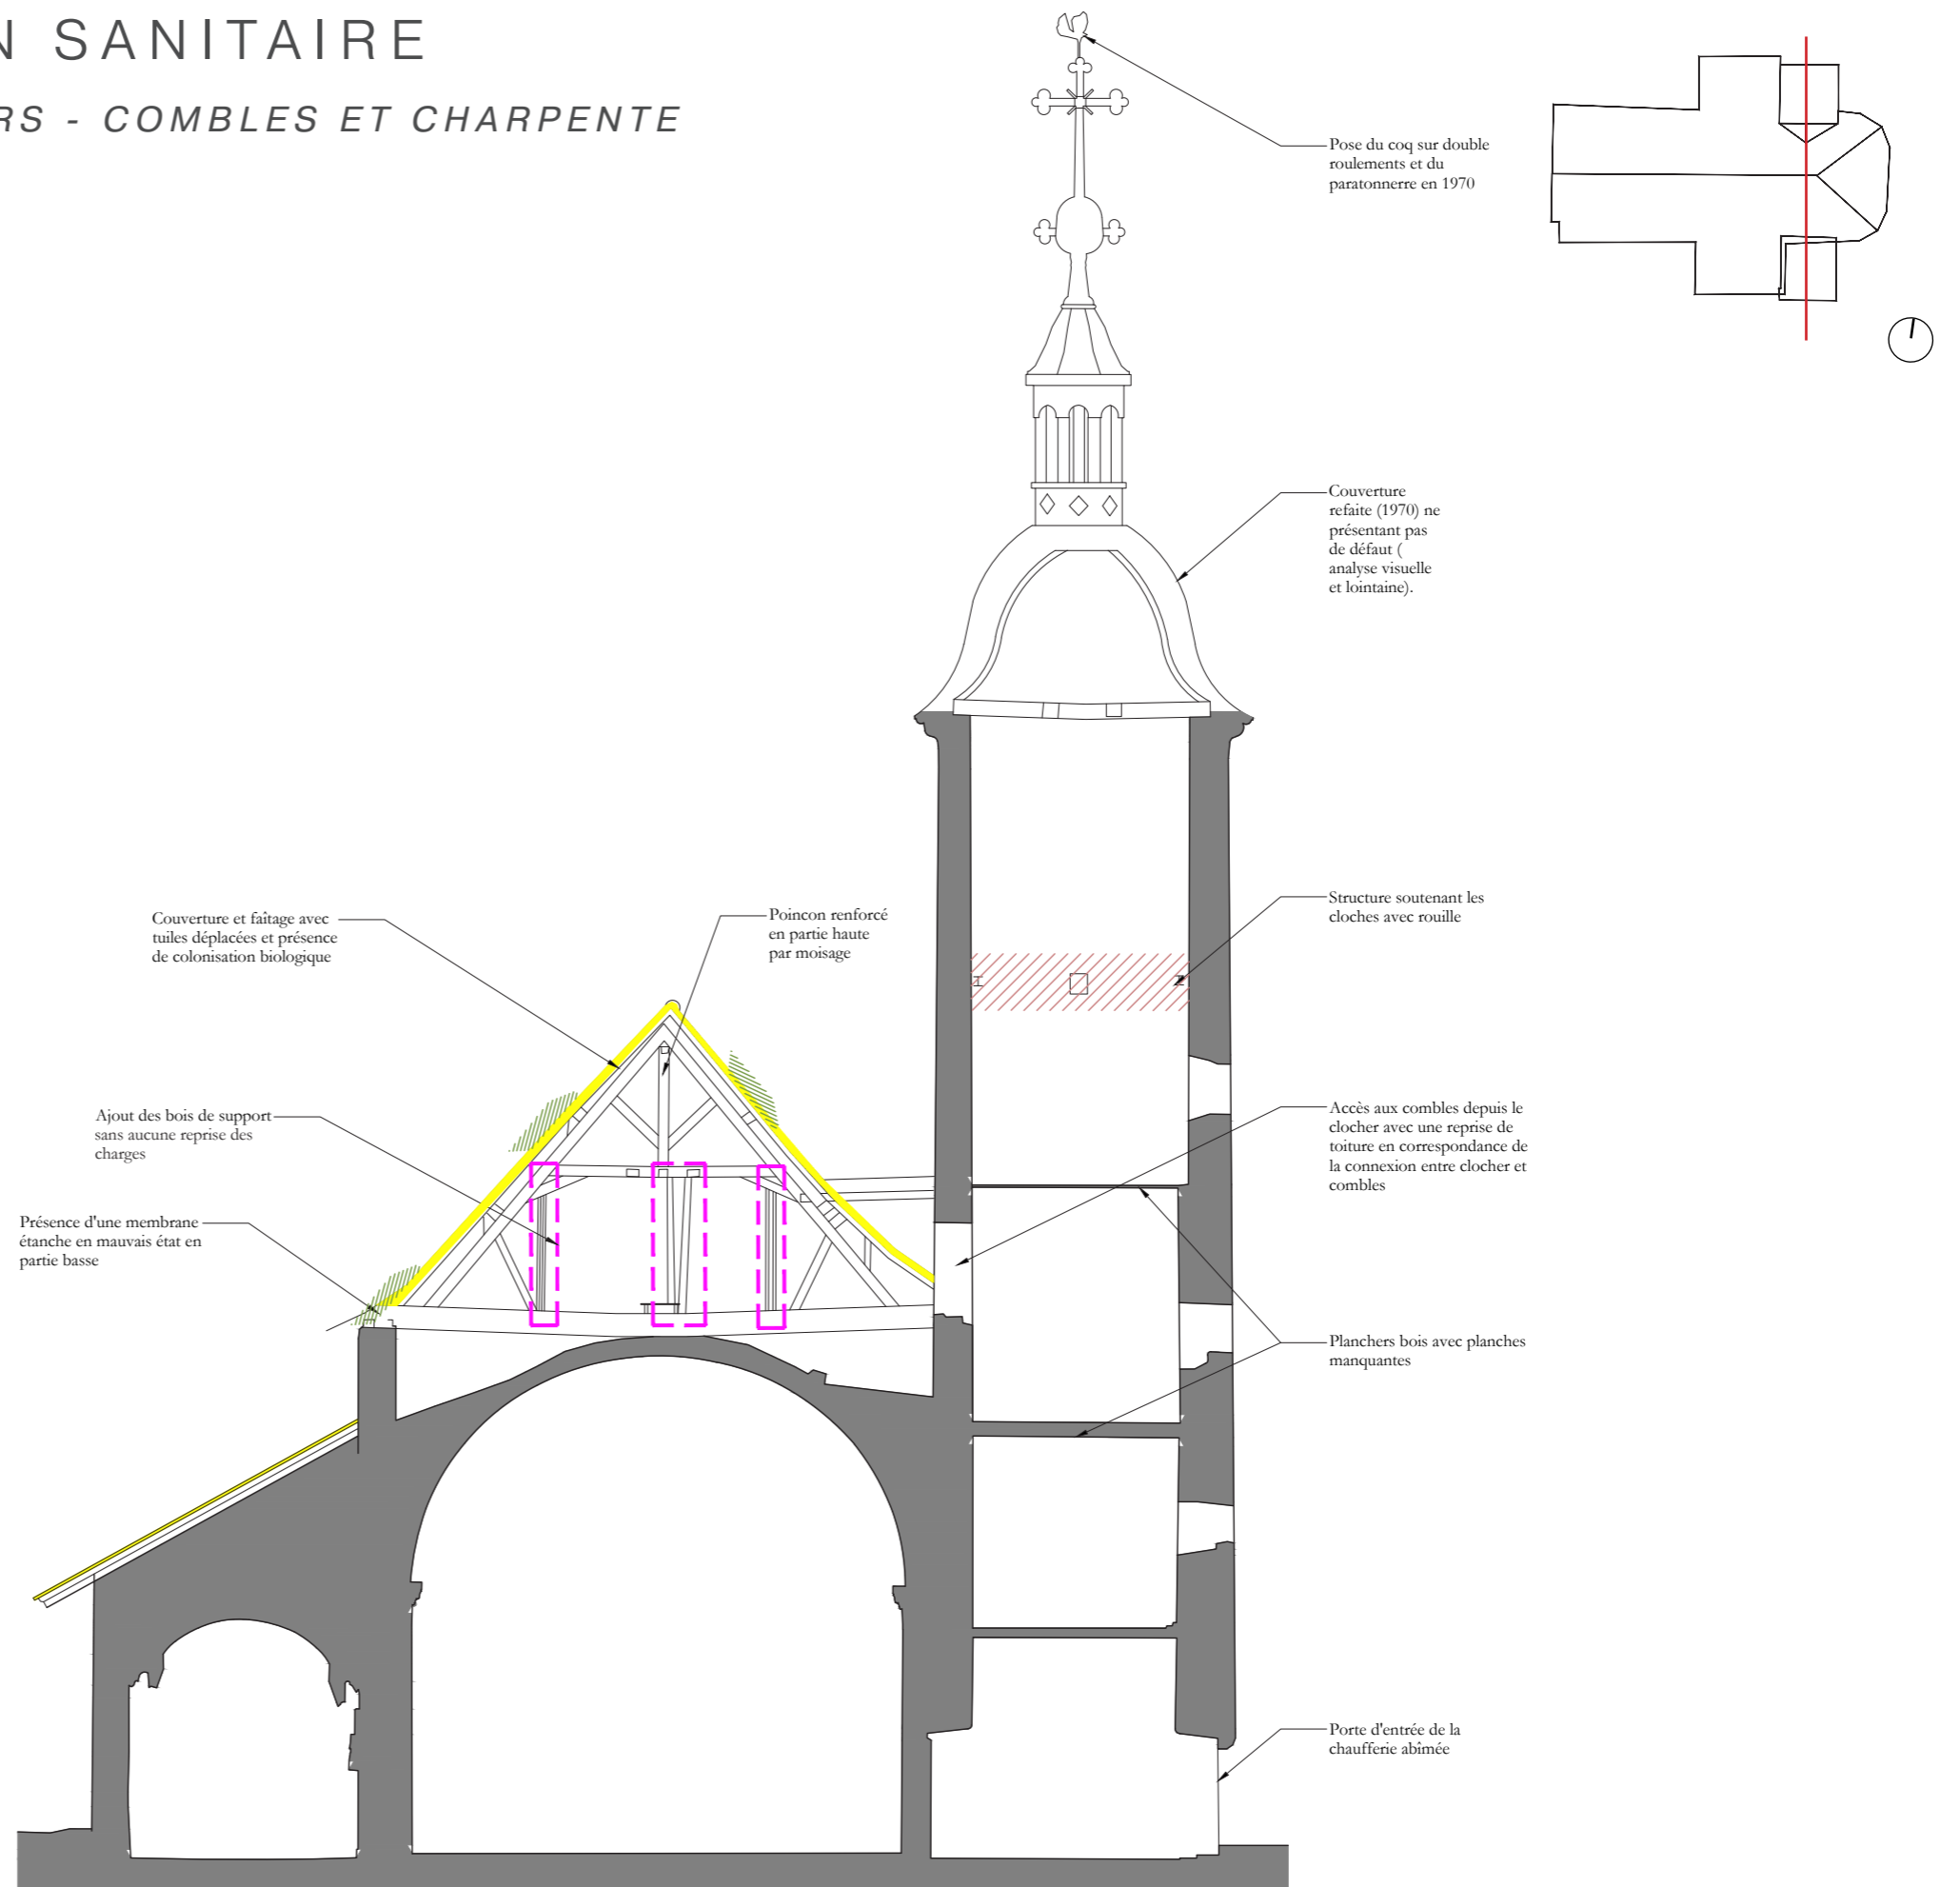 N SANITAIRE
RS - COMBLES ET CHARPENTE
Pose du coq sur double
roulements et du
paratonnerre en 1970
Couverture
refaite (1970) ne
présentant pas
de défaut (
analyse visuelle
et lointaine).
Structure soutenant les
cloches avec rouille
Couverture et faîtage avec
tuiles déplacées et présence
de colonisation biologique
Poincon renforcé
en partie haute
par moisage
Ajout des bois de support
sans aucune reprise des
charges
Accès aux combles depuis le
clocher avec une reprise de
toiture en correspondance de
la connexion entre clocher et
combles
Présence d'une membrane
étanche en mauvais état en
partie basse
Planchers bois avec planches
manquantes
Porte d'entrée de la
chaufferie abîmée